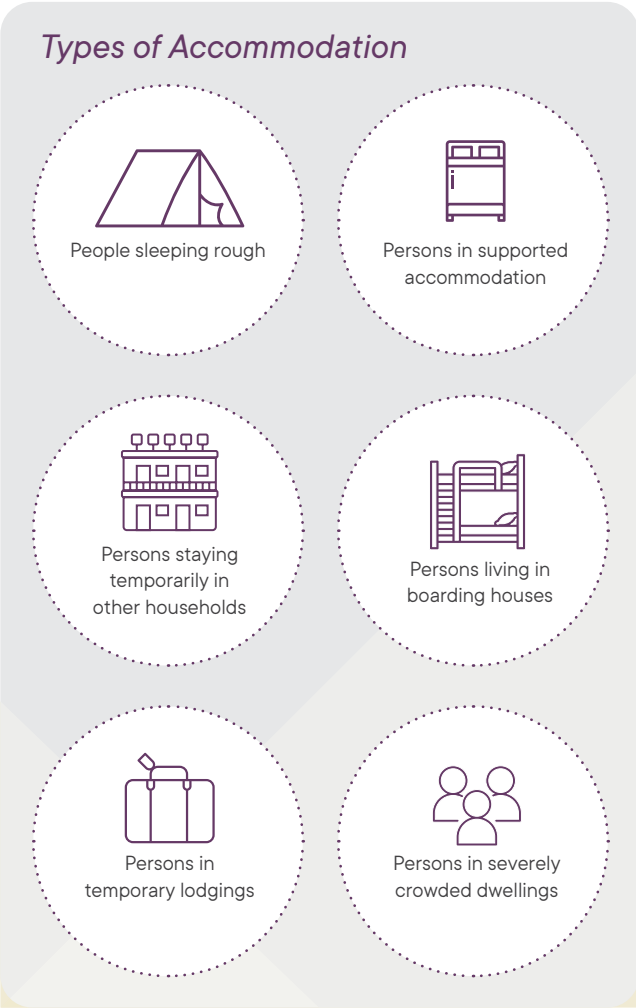 Types of Accommodation
People sleeping rough
Persons in supported
accommodation
Persons staying
temporarily in
other households
Persons living in
boarding houses
Persons in
temporary lodgings
Persons in severely
crowded dwellings